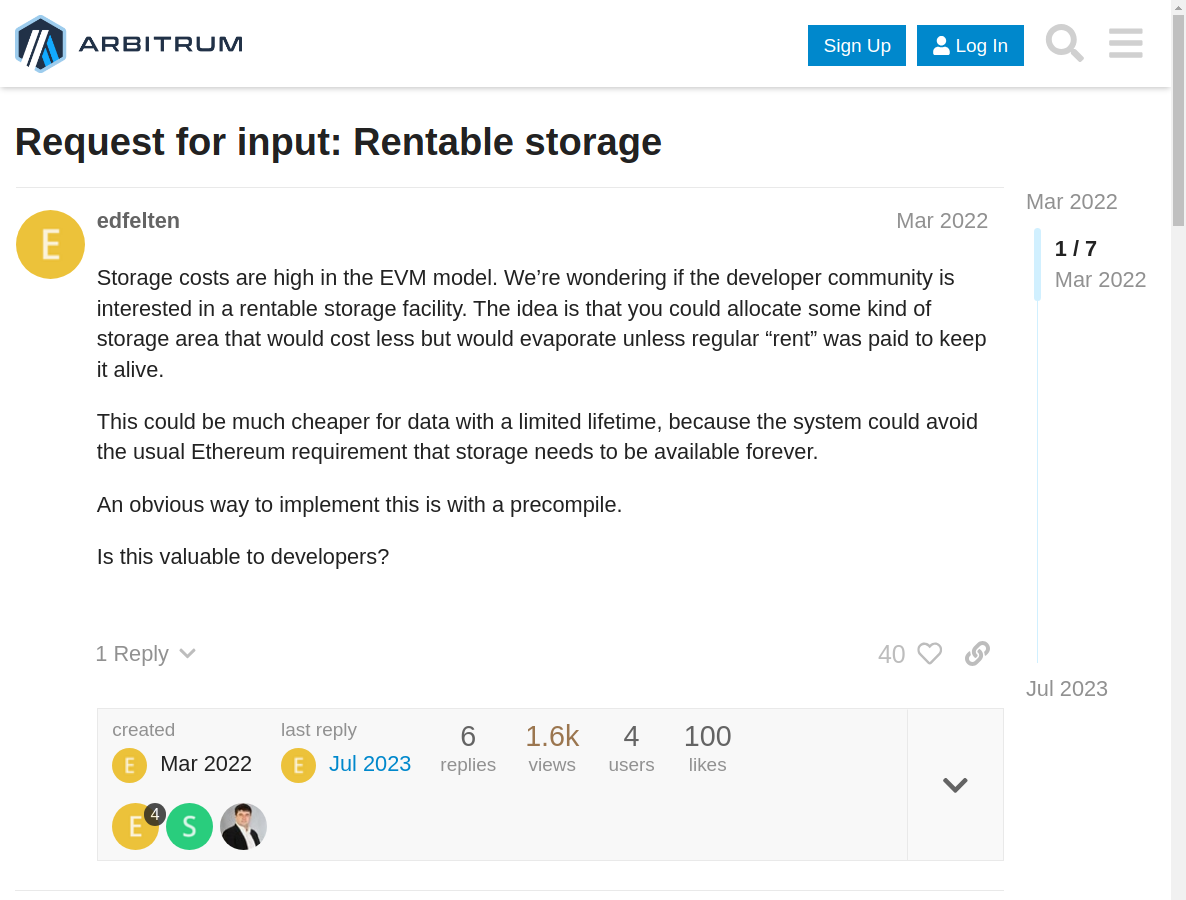 ARBITRUM
Sign Up
Log In
Request for input: Rentable storage
edfelten
Mar 2022
Storage costs are high in the EVM model. We’re wondering if the developer community is
interested in a rentable storage facility. The idea is that you could allocate some kind of
storage area that would cost less but would evaporate unless regular “rent” was paid to keep
it alive.
This could be much cheaper for data with a limited lifetime, because the system could avoid
the usual Ethereum requirement that storage needs to be available forever.
An obvious way to implement this is with a precompile.
Is this valuable to developers?
1 Reply
40
created
E Mar 2022
last reply
E Jul 2023
6
replies
1.6k
views
4
users
100
likes
E 4 S
Mar 2022
1 / 7
Mar 2022
Jul 2023
E